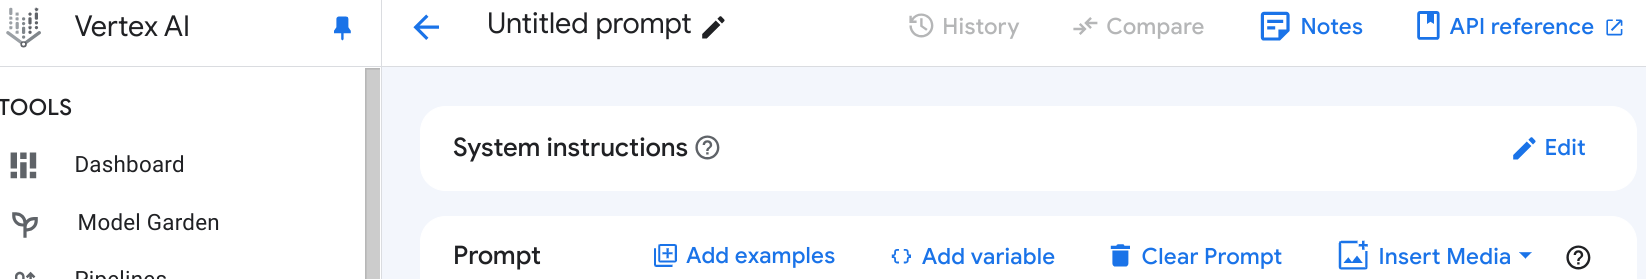 Vertex AI
Untitled prompt
History
Compare
Notes
API reference
TOOLS
Dashboard
Model Garden
Pipelines
System instructions
Edit
Prompt
Add examples
Add variable
Clear Prompt
Insert Media